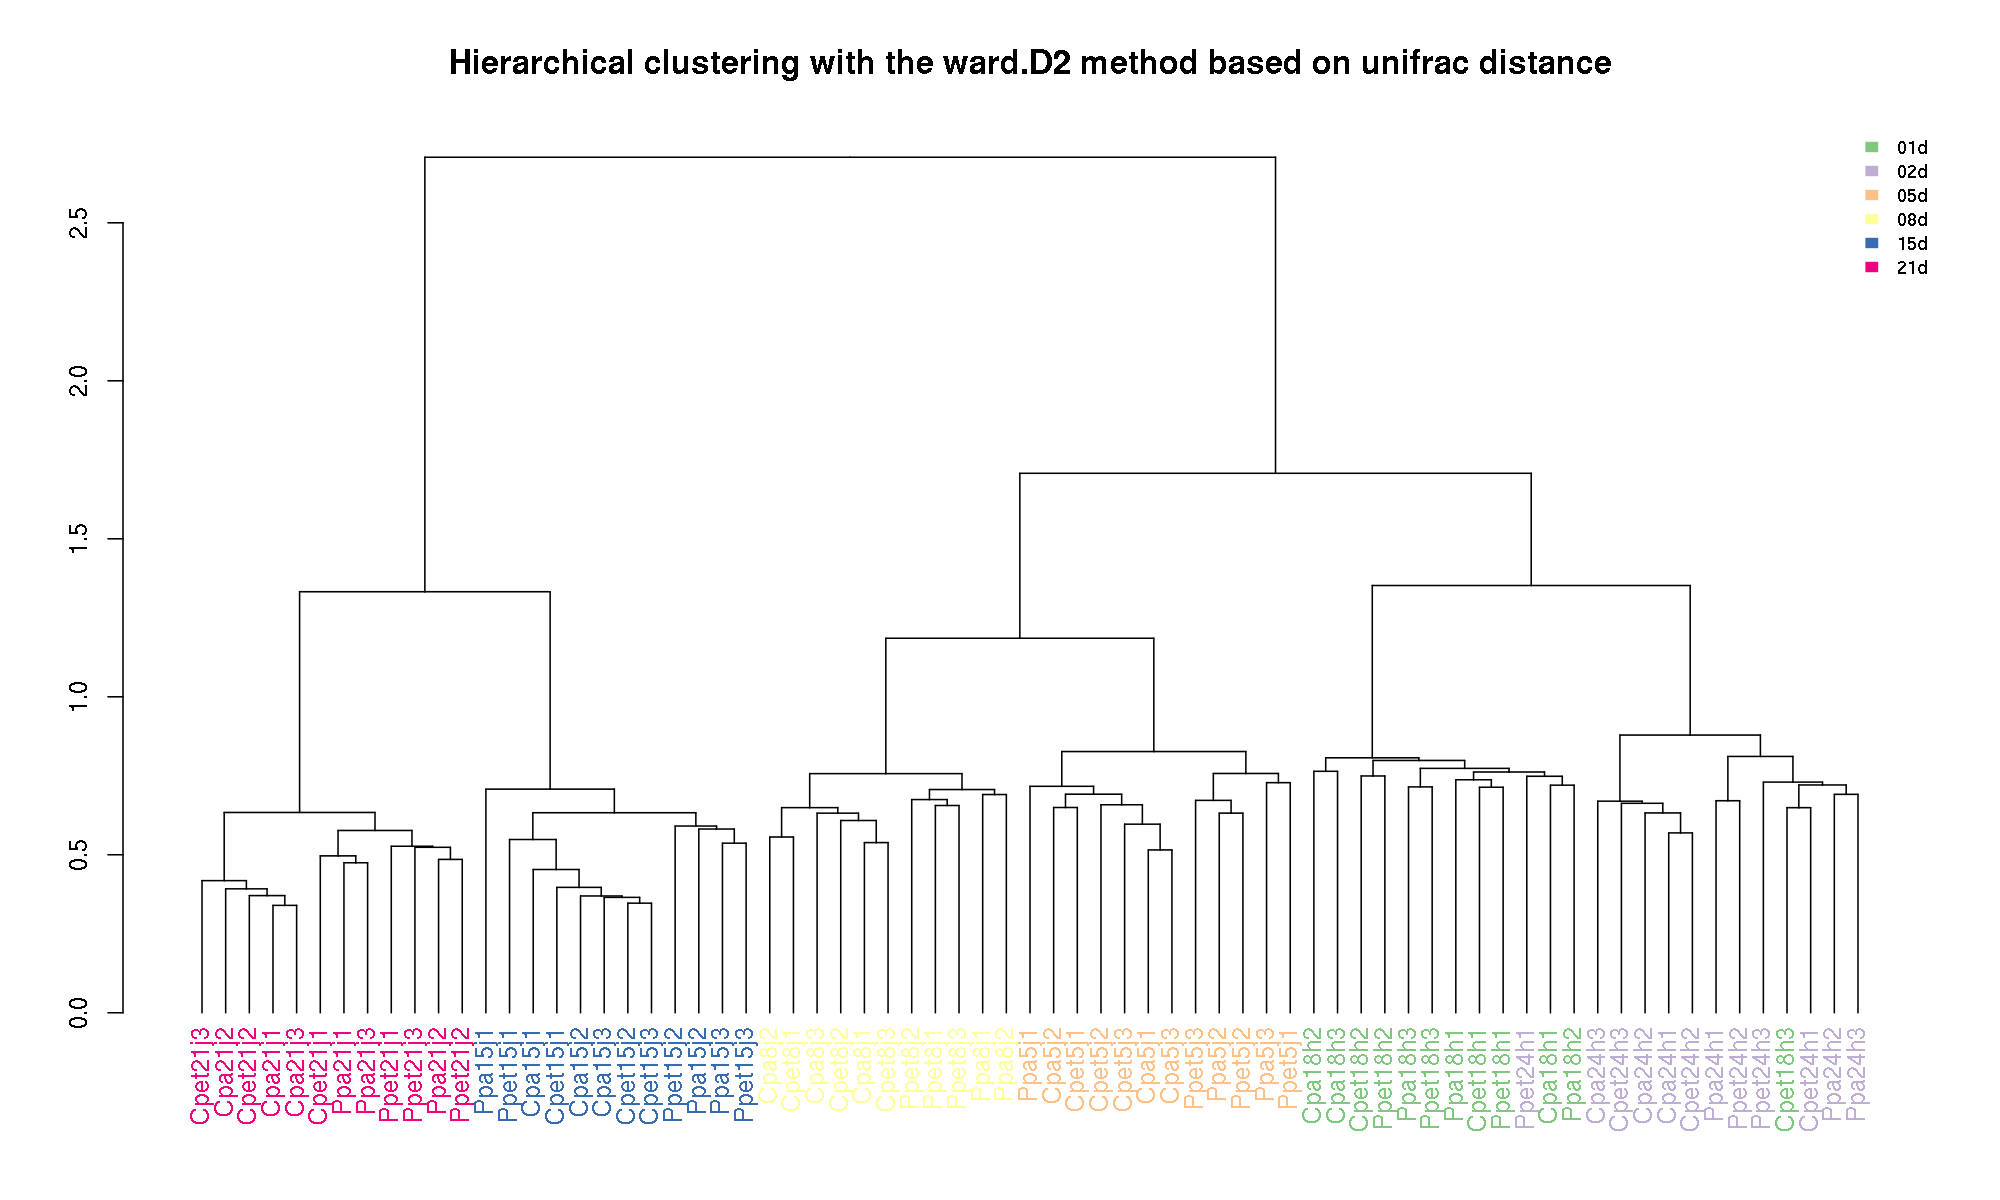 Hierarchical clustering with the ward.D2 method based on unifrac distance
01d
02d
05d
08d
15d
21d
2.5
2.0
1.5
1.0
0.5
0.0
Cpet21j3
Cpa21j2
Cpet21j2
Cpa21j1
Cpa21j3
Cpet21j1
Ppa21j1
Ppa21j3
Ppet21j1
Ppet21j3
Ppa21j2
Ppet21j2
Ppa15j1
Ppet15j1
Cpa15j1
Cpet15j1
Cpa15j2
Cpa15j3
Cpet15j2
Cpet15j3
Ppet15j2
Ppa15j2
Ppa15j3
Ppet15j3
Cpa8j2
Cpet8j1
Cpa8j3
Cpet8j2
Cpa8j1
Cpet8j3
Ppet8j2
Ppet8j1
Ppet8j3
Ppa8j1
Ppa8j2
Ppa5j1
Cpa5j2
Cpet5j1
Cpet5j2
Cpet5j3
Cpa5j1
Cpa5j3
Ppet5j3
Ppa5j2
Ppet5j2
Ppa5j3
Ppet5j1
Cpa18h2
Cpa18h3
Cpet18h2
Ppet18h2
Ppa18h3
Ppet18h3
Ppa18h1
Cpet18h1
Ppet18h1
Ppet24h1
Cpa18h1
Ppa18h2
Cpa24h3
Cpet24h3
Cpa24h2
Cpa24h1
Cpet24h2
Ppa24h1
Ppet24h2
Ppet24h3
Cpet18h3
Cpet24h1
Ppa24h2
Ppa24h3